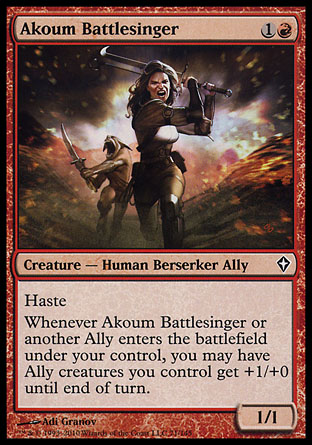 Akoum Battlesinger 1
Creature — Human Berserker Ally
Haste
Whenever Akoum Battlesinger or
another Ally enters the battlefield
under your control, you may have
Ally creatures you control get +1/+0
until end of turn.
Adi Granov
1/1